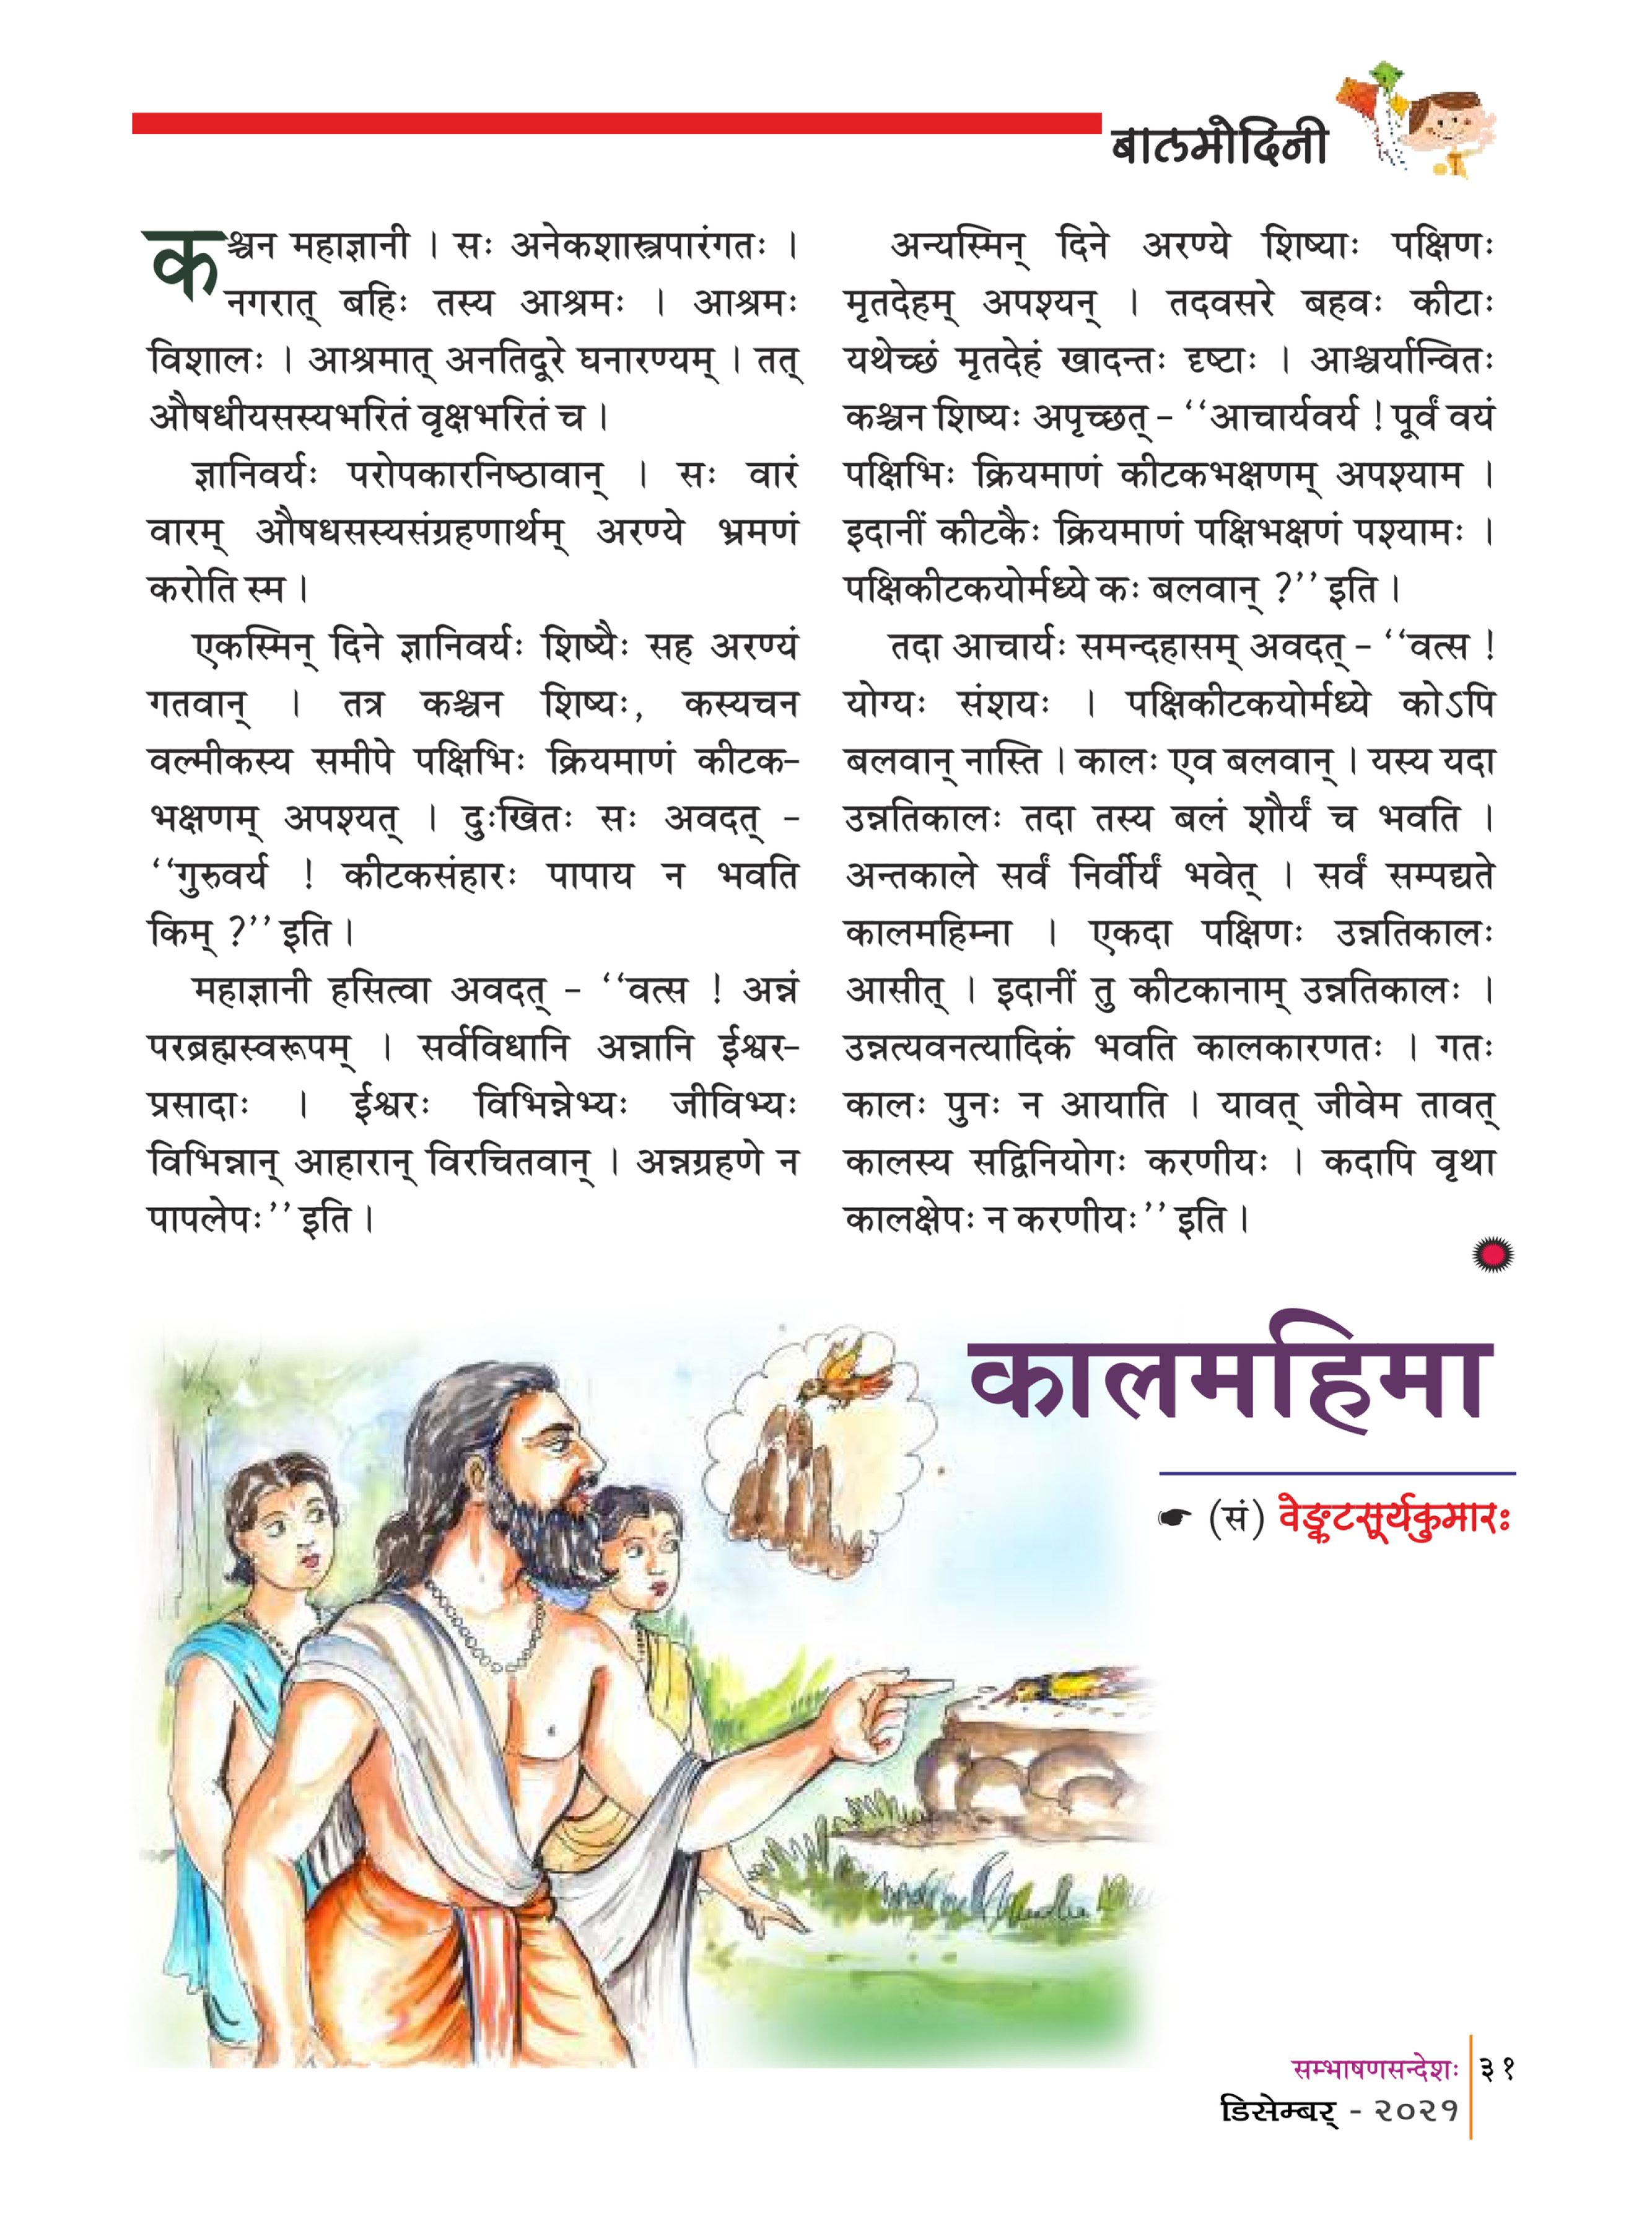 बालमोदिनी
कश्चन महाज्ञानी । सः अनेकशास्त्रपारंगतः ।
नगरात् बहिः तस्य आश्रमः । आश्रमः
विशालः । आश्रमात् अनतिदूरे घनारण्यम् । तत्
औषधीयसस्यभरितं वृक्षभरितं च ।
ज्ञानिवर्यः परोपकारनिष्ठावान् । सः वारं
वारम् औषधसस्यसंग्रहणार्थम् अरण्ये भ्रमणं
करोति स्म ।
एकस्मिन् दिने ज्ञानिवर्यः शिष्यैः सह अरण्यं
गतवान् । तत्र कश्चन शिष्यः, कस्यचन
वल्मीकस्य समीपे पक्षिभिः क्रियमाणं कीटक-
भक्षणम् अपश्यत् । दुःखितः सः अवदत् -
‘‘गुरुवर्य ! कीटकसंहारः पापाय न भवति
किम् ?’’ इति ।
महाज्ञानी हसित्वा अवदत् - ‘‘वत्स ! अन्नं
परब्रह्मस्वरूपम् । सर्वविधानि अन्नानि ईश्वर-
प्रसादाः । ईश्वरः विभिन्नेभ्यः जीविभ्यः
विभिन्नान् आहारान् विरचितवान् । अन्नग्रहणे न
पापलेपः’’ इति ।
अन्यस्मिन् दिने अरण्ये शिष्याः पक्षिणः
मृतदेहम् अपश्यन् । तदवसरे बहवः कीटाः
यथेच्छं मृतदेहं खादन्तः दृष्टाः । आश्चर्यान्वितः
कश्चन शिष्यः अपृच्छत् - ‘‘आचार्यवर्य ! पूर्वं वयं
पक्षिभिः क्रियमाणं कीटकभक्षणम् अपश्याम ।
इदानीं कीटकैः क्रियमाणं पक्षिभक्षणं पश्यामः ।
पक्षिकीटकयोर्मध्ये कः बलवान् ?’’ इति ।
तदा आचार्यः समन्दहासम् अवदत् - ‘‘वत्स !
योग्यः संशयः । पक्षिकीटकयोर्मध्ये कोऽपि
बलवान् नास्ति । कालः एव बलवान् । यस्य यदा
उन्नतिकालः तदा तस्य बलं शौर्यं च भवति ।
अन्तकाले सर्वं निर्वीर्यं भवेत् । सर्वं सम्पद्यते
कालमहिम्ना । एकदा पक्षिणः उन्नतिकालः
आसीत् । इदानीं तु कीटकानाम् उन्नतिकालः ।
उन्नत्यवनत्यादिकं भवति कालकारणतः । गतः
कालः पुनः न आयाति । यावत् जीवेम तावत्
कालस्य सद्विनियोगः करणीयः । कदापि वृथा
कालक्षेपः न करणीयः’’ इति ।
कालमहिमा
☛ (सं) वेङ्कटसूर्यकुमारः
सम्भाषणसन्देशः ३१
डिसेम्बर् - २०२१